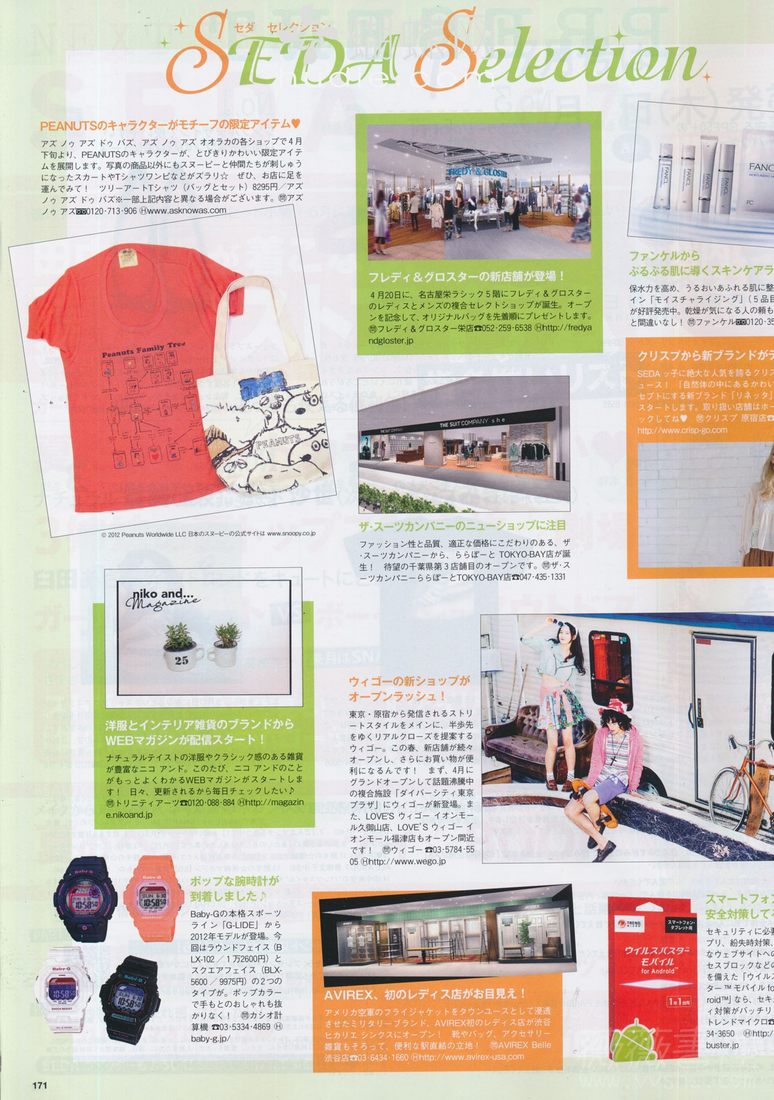 セダ セレクション
SEDA Selection
PEANUTSのキャラクターがモチーフの限定アイテム♥
アズ ノゥ アズ ドゥ バズ、アズ ノゥ アズ オオラカの各ショップで4月
下旬より、PEANUTSのキャラクターが、とびきりかわいい限定アイテ
ムを展開します。写真の商品以外にもスヌーピーと仲間たちが刺しゅう
になったスカートやTシャツワンピなどがズラリ☆ ぜひ、お店に足を
運んでみて! ツリーアートTシャツ(バッグとセット)8295円/アズ
ノゥ アズ ドゥ バズ※一部上記内容と異なる場合がございます。㉄アズ ノ
ゥ アズ0120・713・906 Ⓗwww.asknowas.com
Peanuts Family Tree
PEANUTS
© 2012 Peanuts Worldwide LLC 日本のスヌーピーの公式サイトは www.snoopy.co.jp
FREDY & GLOSTER
フレディ&グロスターの新店舗が登場!
4月20日に、名古屋栄ラシック5階にフレディ&グロスター
のレディスとメンズの複合セレクトショップが誕生。オープ
ンを記念して、オリジナルバッグを先着順にプレゼントします。
㉄フレディ&グロスター栄店☎052・259・6538 Ⓗhttp://fredya
ndgloster.jp
FANCL
ファンケルから
ぷるぷる肌に導くスキンケアラ
保水力を高め、うるおいあふれる肌に整
イン「モイスチャライジング」(5品目
が好評発売中。乾燥が気になる人の頼も
と間違いなし! ㉄ファンケル0120・35
クリスプから新ブランドがデ
SEDAッ子に絶大な人気を誇るクリス
ュース! 「自然体の中にあるかわい
セプトにする新ブランド「リネッタ」
スタートします。取り扱い店舗はホー
ックしてね♥ ㉄クリスプ 原宿店☎
http://www.crisp-go.com
THE SUIT COMPANY she
ザ・スーツカンパニーのニューショップに注目
ファッション性と品質、適正な価格にこだわりのある、ザ
・スーツカンパニーから、ららぽーと TOKYO-BAY店が誕
生! 待望の千葉県第3店舗目のオープンです。㉄ザ・ス
ーツカンパニーららぽーとTOKYO-BAY店☎047・435・1331
niko and...
Magazine
25
洋服とインテリア雑貨のブランドから
WEBマガジンが配信スタート!
ナチュラルテイストの洋服やクラシック感のある雑貨
が豊富なニコ アンド。このたび、ニコ アンドのこと
がもっとよくわかるWEBマガジンがスタートしま
す! 日々、更新されるから毎日チェックしたい♪
㉄トリニティアーツ☎0120・088・884 Ⓗhttp://magazin
e.nikoand.jp
ウィゴーの新ショップが
オープンラッシュ!
東京・原宿から発信されるストリ
ートスタイルをメインに、半歩先
をゆくリアルクローズを提案する
ウィゴー。この春、新店舗が続々
オープンし、さらにお買い物が便
利になるんです! まず、4月に
グランドオープンして話題沸騰中
の複合施設「ダイバーシティ東京
プラザ」にウィゴーが新登場。ま
た、LOVE'S ウィゴー イオンモー
ル久御山店、LOVE'S ウィゴー イ
オンモール福津店もオープン間近
です! ㉄ウィゴー☎03・5784・55
05 Ⓗhttp://www.wego.jp
ポップな腕時計が
到着しました♪
Baby-Gの本格スポーツ
ライン「G-LIDE」から
2012年モデルが登場。今
回はラウンドフェイス(B
LX-102/1万2600円)と
スクエアフェイス(BLX-
5600/9975円)の2つの
タイプが。ポップカラー
で手もとのおしゃれも抜
かりなく! ㉄カシオ計
算機☎03・5334・4869 Ⓗ
baby-g.jp/
Baby-G
AVIREX、初のレディス店がお目見え!
アメリカ空軍のフライジャケットをタウンユースとして浸透
させたミリタリーブランド、AVIREX初のレディス店が渋谷
ヒカリエ シンクスにオープン! 靴やバッグ、アクセサリー
雑貨もそろって、便利な駅直結の立地! ㉄AVIREX Belle
渋谷店☎03・6434・1660 Ⓗhttp://www.avirex-usa.com
スマートフォン・
タブレット用
ウイルスバスター
モバイル
for Android™
1年1台
スマートフォン
安全対策して
セキュリティに必要
プリ、紛失時対策、
なウェブサイトへの
セスブロックなどの
を備えた「ウイルス
ター™モバイル fo
roid™」なら、セキ
ィ対策がバッチリ
トレンドマイクロ☎
34・3650 Ⓗhttp:/
buster.jp
171